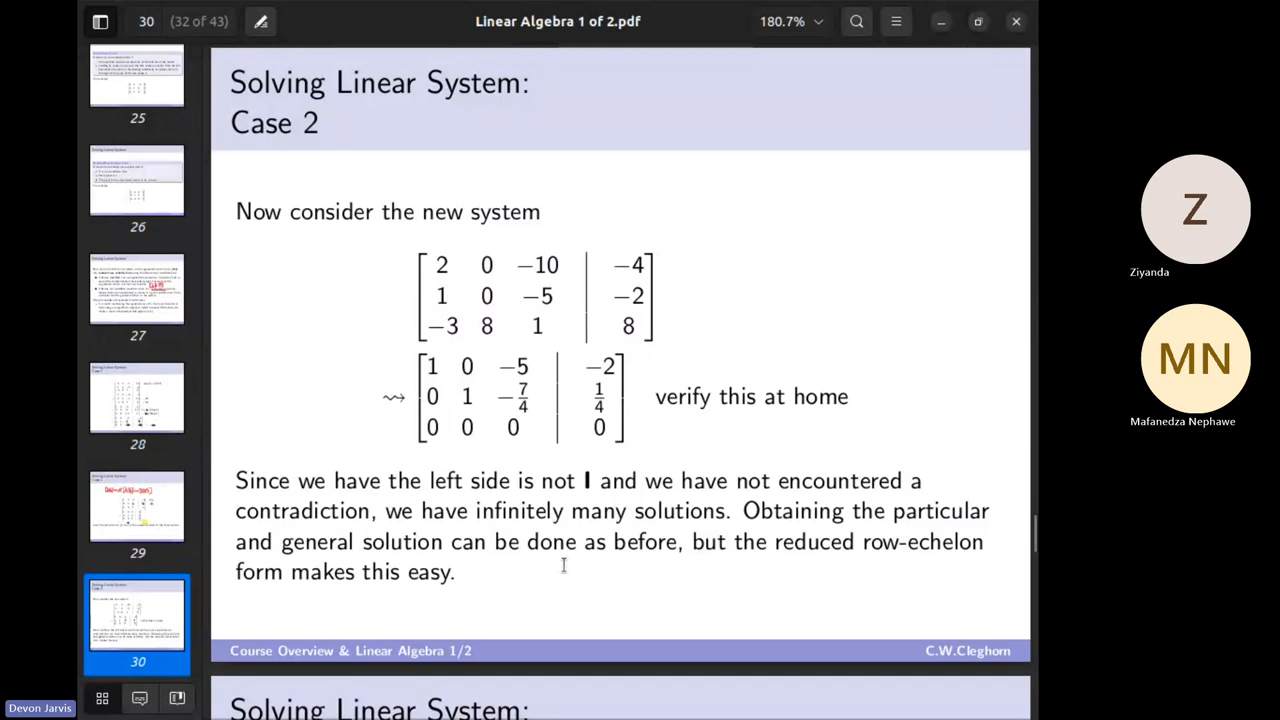 30 (32 of 43) Linear Algebra 1 of 2.pdf 180.7%
25
26
27
28
29
30
Solving Linear System:
Case 2
Now consider the new system
2 0 −10 | −4
1 0 −5 | −2
−3 8 1 | 8
⇝ 1 0 −5 | −2
0 1 −7/4 | 1/4 verify this at home
0 0 0 | 0
Since we have the left side is not I and we have not encountered a
contradiction, we have infinitely many solutions. Obtaining the particular
and general solution can be done as before, but the reduced row-echelon
form makes this easy.
Course Overview & Linear Algebra 1/2 C.W.Cleghorn
Solving Linear System:
Z
Ziyanda
MN
Mafanedza Nephawe
Devon Jarvis